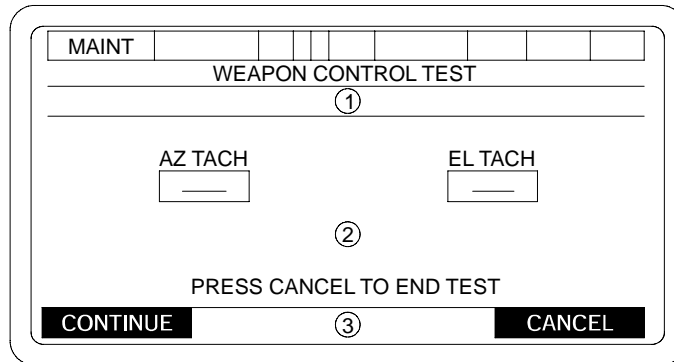 MAINT
WEAPON CONTROL TEST
1
AZ TACH EL TACH
2
PRESS CANCEL TO END TEST
CONTINUE 3 CANCEL